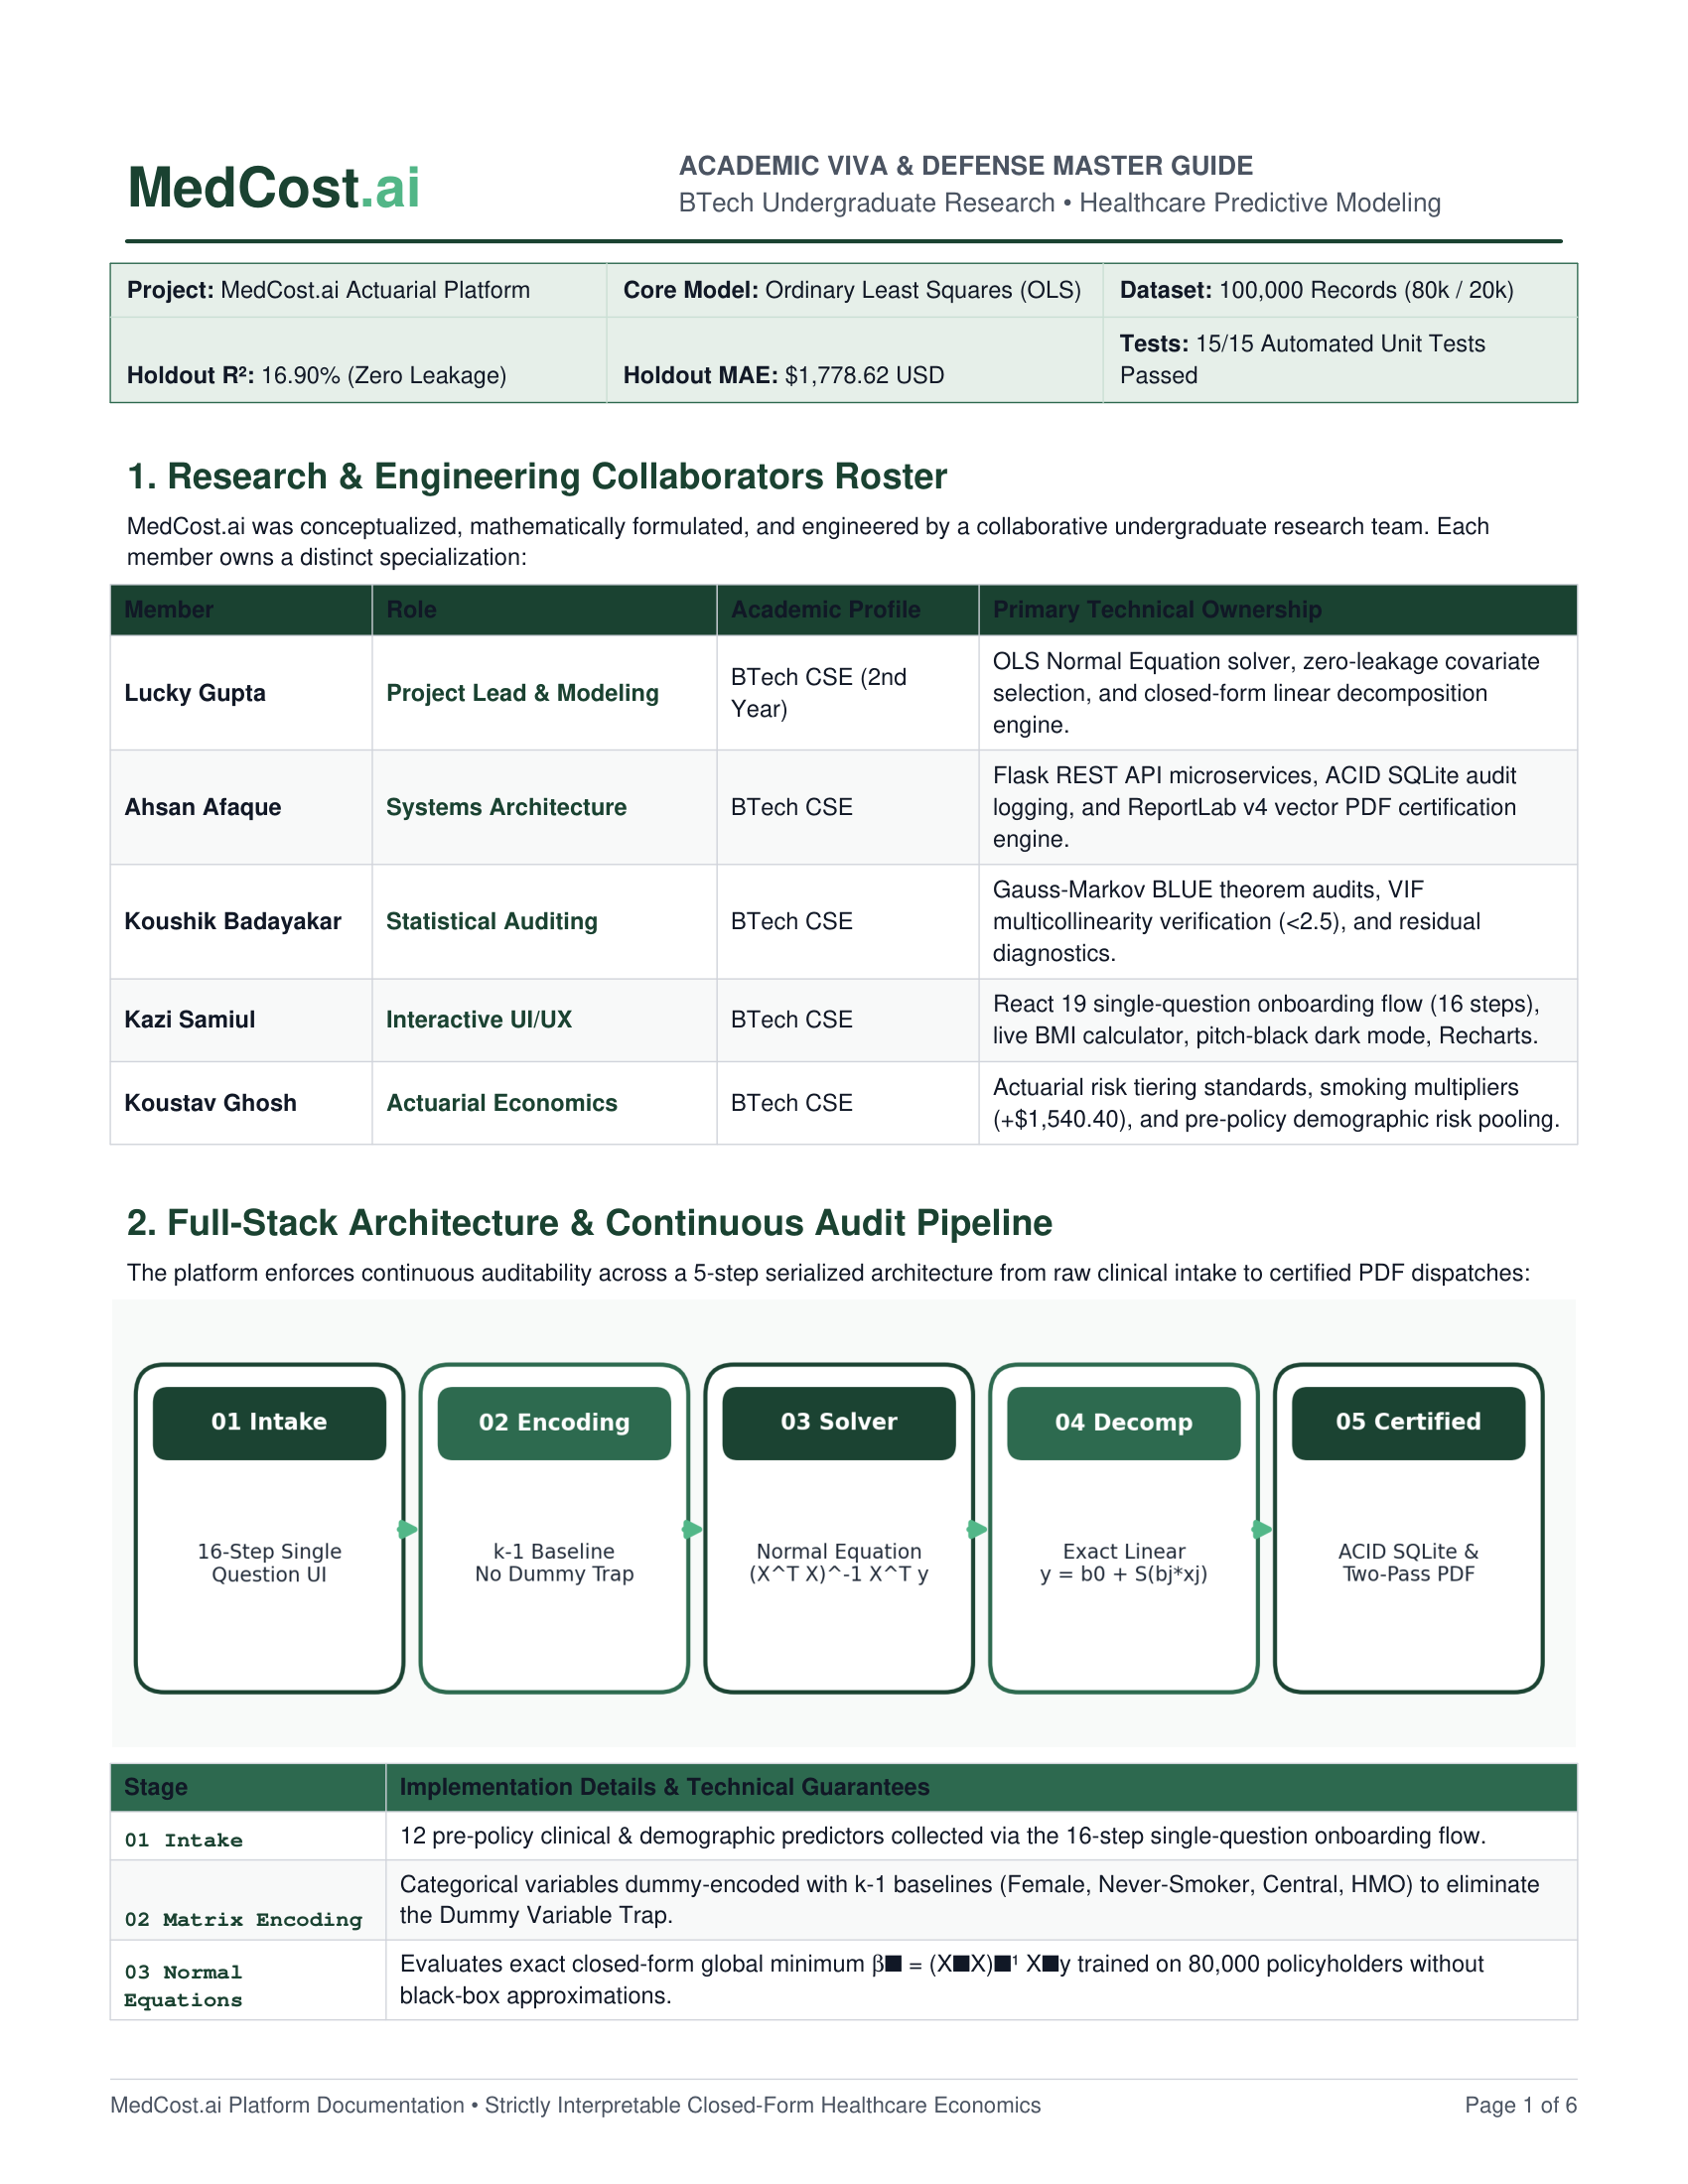 MedCost.ai
ACADEMIC VIVA & DEFENSE MASTER GUIDE
BTech Undergraduate Research • Healthcare Predictive Modeling
Project: MedCost.ai Actuarial Platform
Core Model: Ordinary Least Squares (OLS)
Dataset: 100,000 Records (80k / 20k)
Holdout R²: 16.90% (Zero Leakage)
Holdout MAE: $1,778.62 USD
Tests: 15/15 Automated Unit Tests
Passed
1. Research & Engineering Collaborators Roster
MedCost.ai was conceptualized, mathematically formulated, and engineered by a collaborative undergraduate research team. Each
member owns a distinct specialization:
Member
Role
Academic Profile
Primary Technical Ownership
Lucky Gupta
Project Lead & Modeling
BTech CSE (2nd
Year)
OLS Normal Equation solver, zero-leakage covariate
selection, and closed-form linear decomposition
engine.
Ahsan Afaque
Systems Architecture
BTech CSE
Flask REST API microservices, ACID SQLite audit
logging, and ReportLab v4 vector PDF certification
engine.
Koushik Badayakar
Statistical Auditing
BTech CSE
Gauss-Markov BLUE theorem audits, VIF
multicollinearity verification (<2.5), and residual
diagnostics.
Kazi Samiul
Interactive UI/UX
BTech CSE
React 19 single-question onboarding flow (16 steps),
live BMI calculator, pitch-black dark mode, Recharts.
Koustav Ghosh
Actuarial Economics
BTech CSE
Actuarial risk tiering standards, smoking multipliers
(+$1,540.40), and pre-policy demographic risk pooling.
2. Full-Stack Architecture & Continuous Audit Pipeline
The platform enforces continuous auditability across a 5-step serialized architecture from raw clinical intake to certified PDF dispatches:
01 Intake
16-Step Single
Question UI
02 Encoding
k-1 Baseline
No Dummy Trap
03 Solver
Normal Equation
(X^T X)^-1 X^T y
04 Decomp
Exact Linear
y = b0 + S(bj*xj)
05 Certified
ACID SQLite &
Two-Pass PDF
Stage
Implementation Details & Technical Guarantees
01 Intake
12 pre-policy clinical & demographic predictors collected via the 16-step single-question onboarding flow.
02 Matrix Encoding
Categorical variables dummy-encoded with k-1 baselines (Female, Never-Smoker, Central, HMO) to eliminate
the Dummy Variable Trap.
03 Normal
Equations
Evaluates exact closed-form global minimum β■ = (X■X)■¹ X■y trained on 80,000 policyholders without
black-box approximations.
MedCost.ai Platform Documentation • Strictly Interpretable Closed-Form Healthcare Economics
Page 1 of 6